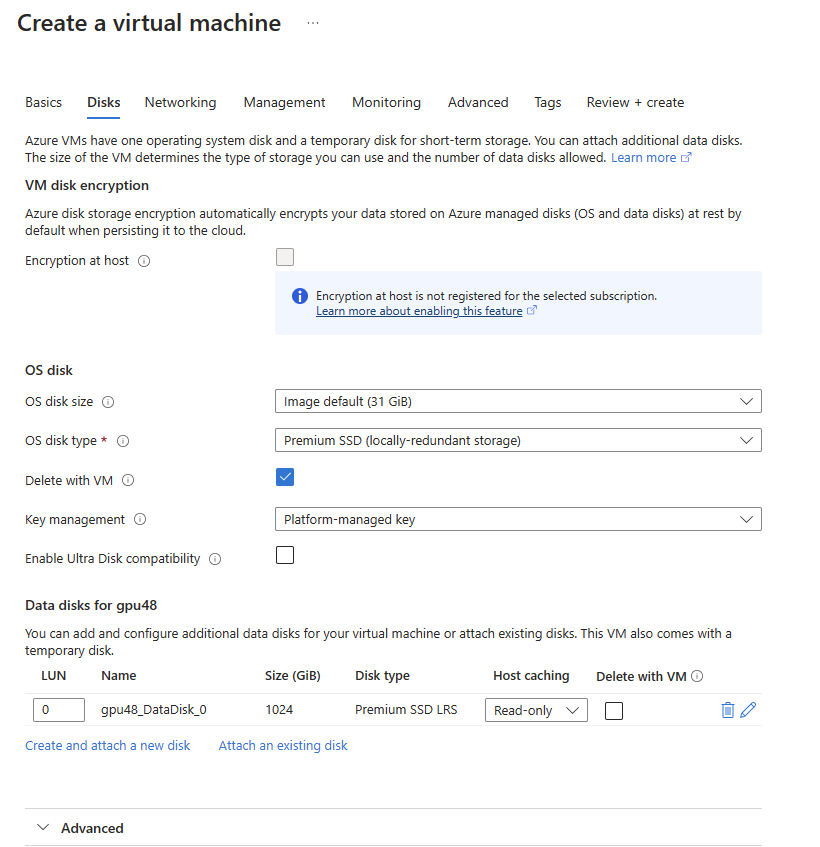 Create a virtual machine ...
Basics Disks Networking Management Monitoring Advanced Tags Review + create
Azure VMs have one operating system disk and a temporary disk for short-term storage. You can attach additional data disks.
The size of the VM determines the type of storage you can use and the number of data disks allowed. Learn more
VM disk encryption
Azure disk storage encryption automatically encrypts your data stored on Azure managed disks (OS and data disks) at rest by
default when persisting it to the cloud.
Encryption at host
Encryption at host is not registered for the selected subscription.
Learn more about enabling this feature
OS disk
OS disk size Image default (31 GiB)
OS disk type * Premium SSD (locally-redundant storage)
Delete with VM
Key management Platform-managed key
Enable Ultra Disk compatibility
Data disks for gpu48
You can add and configure additional data disks for your virtual machine or attach existing disks. This VM also comes with a
temporary disk.
LUN Name Size (GiB) Disk type Host caching Delete with VM
0 gpu48_DataDisk_0 1024 Premium SSD LRS Read-only
Create and attach a new disk Attach an existing disk
Advanced